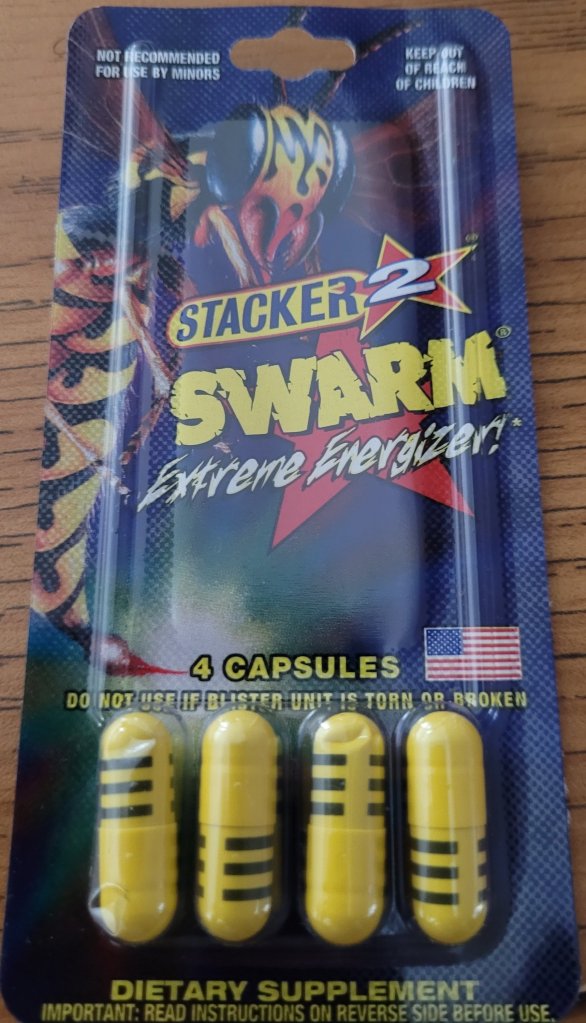 NOT RECOMMENDED
FOR USE BY MINORS
KEEP OUT
OF REACH
OF CHILDREN
STACKER 2®
SWARM®
Extreme Energizer!*
4 CAPSULES
DO NOT USE IF BLISTER UNIT IS TORN OR BROKEN
DIETARY SUPPLEMENT
IMPORTANT: READ INSTRUCTIONS ON REVERSE SIDE BEFORE USE.